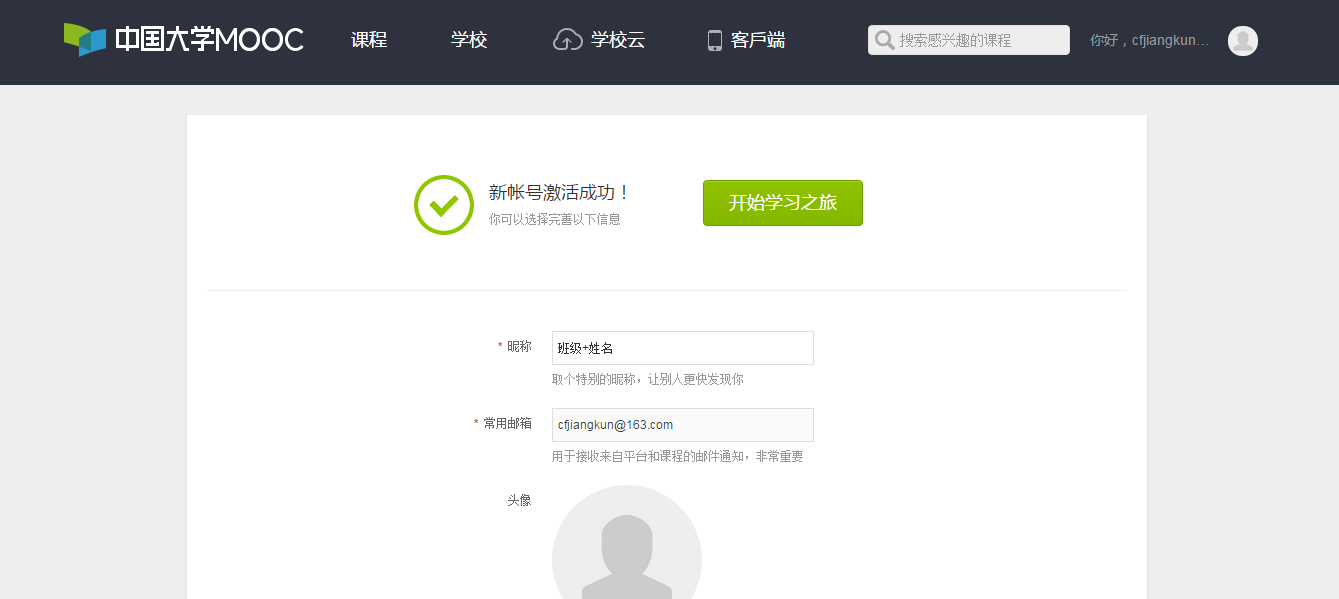 中国大学MOOC 课程 学校 学校云 客戶端 搜索感兴趣的课程 你好，cfjiangkun...
新帐号激活成功！
你可以选择完善以下信息
开始学习之旅
* 昵称 班级+姓名
取个特别的昵称，让别人更快发现你
* 常用邮箱 cfjiangkun@163.com
用于接收来自平台和课程的邮件通知，非常重要
头像